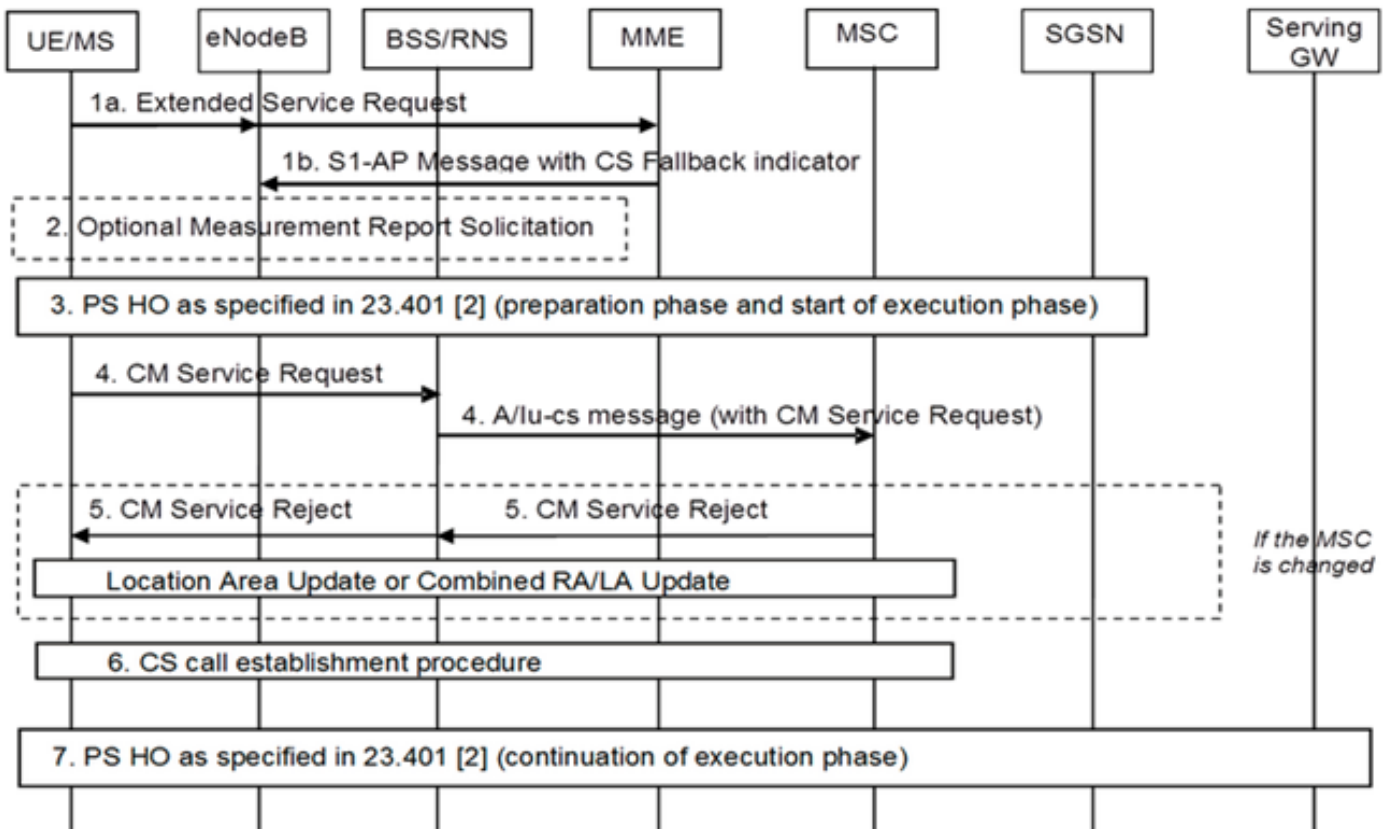 UE/MS
eNodeB
BSS/RNS
MME
MSC
SGSN
Serving
GW
1a. Extended Service Request
1b. S1-AP Message with CS Fallback indicator
2. Optional Measurement Report Solicitation
3. PS HO as specified in 23.401 [2] (preparation phase and start of execution phase)
4. CM Service Request
4. A/Iu-cs message (with CM Service Request)
5. CM Service Reject
5. CM Service Reject
If the MSC
is changed
Location Area Update or Combined RA/LA Update
6. CS call establishment procedure
7. PS HO as specified in 23.401 [2] (continuation of execution phase)